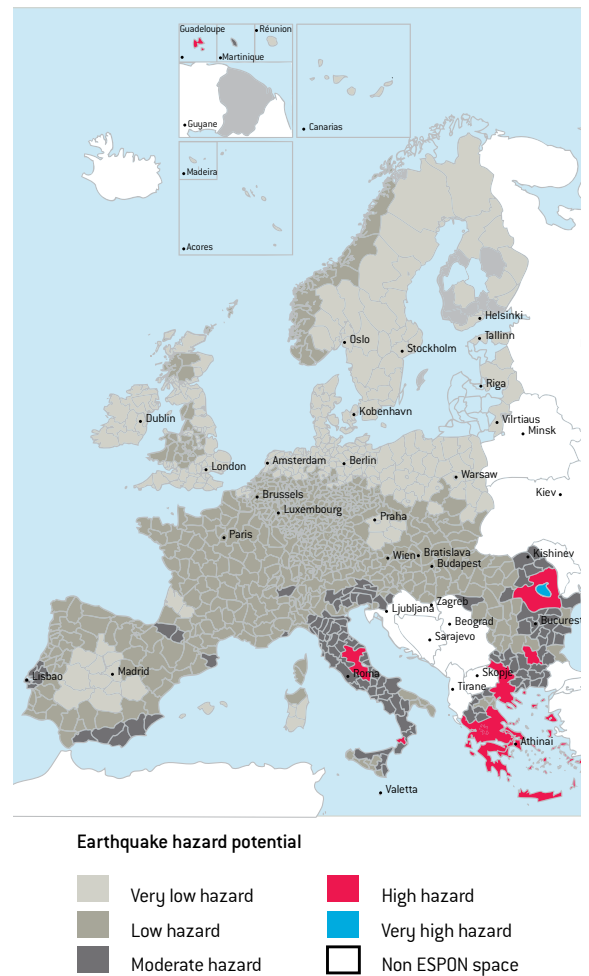 Guadeloupe
Réunion
Martinique
Guyane
Canarias
Madeira
Acores
Helsinki
Oslo
Tallinn
Stockholm
Riga
Dublin
Kobenhavn
Vilrtiaus
Minsk
London
Amsterdam
Berlin
Warsaw
Brussels
Kiev
Luxembourg
Praha
Paris
Wien
Bratislava
Kishinev
Budapest
Ljubljana
Zagreb
Beograd
Bucurest
Sarajevo
Madrid
Lisbao
Roma
Skopje
Tirane
Athinai
Valetta
Earthquake hazard potential
Very low hazard
High hazard
Low hazard
Very high hazard
Moderate hazard
Non ESPON space